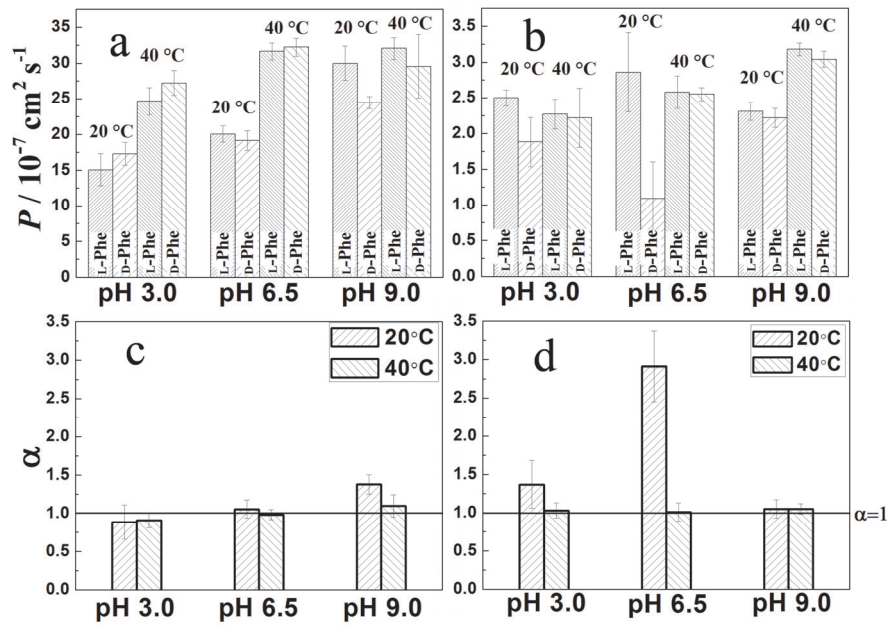 P / 10⁻⁷ cm² s⁻¹
a
35
30
25
20
15
10
5
0
20 °C
40 °C
20 °C
40 °C
20 °C
40 °C
L-Phe
D-Phe
L-Phe
D-Phe
L-Phe
D-Phe
L-Phe
D-Phe
L-Phe
D-Phe
L-Phe
D-Phe
pH 3.0 pH 6.5 pH 9.0
b
3.5
3.0
2.5
2.0
1.5
1.0
0.5
0.0
20 °C
40 °C
20 °C
40 °C
20 °C
40 °C
L-Phe
D-Phe
L-Phe
D-Phe
L-Phe
D-Phe
L-Phe
D-Phe
L-Phe
D-Phe
L-Phe
D-Phe
pH 3.0 pH 6.5 pH 9.0
α
c
3.5
3.0
2.5
2.0
1.5
1.0
0.5
0.0
20°C
40°C
pH 3.0 pH 6.5 pH 9.0
d
3.5
3.0
2.5
2.0
1.5
1.0
0.5
0.0
20°C
40°C
α=1
pH 3.0 pH 6.5 pH 9.0